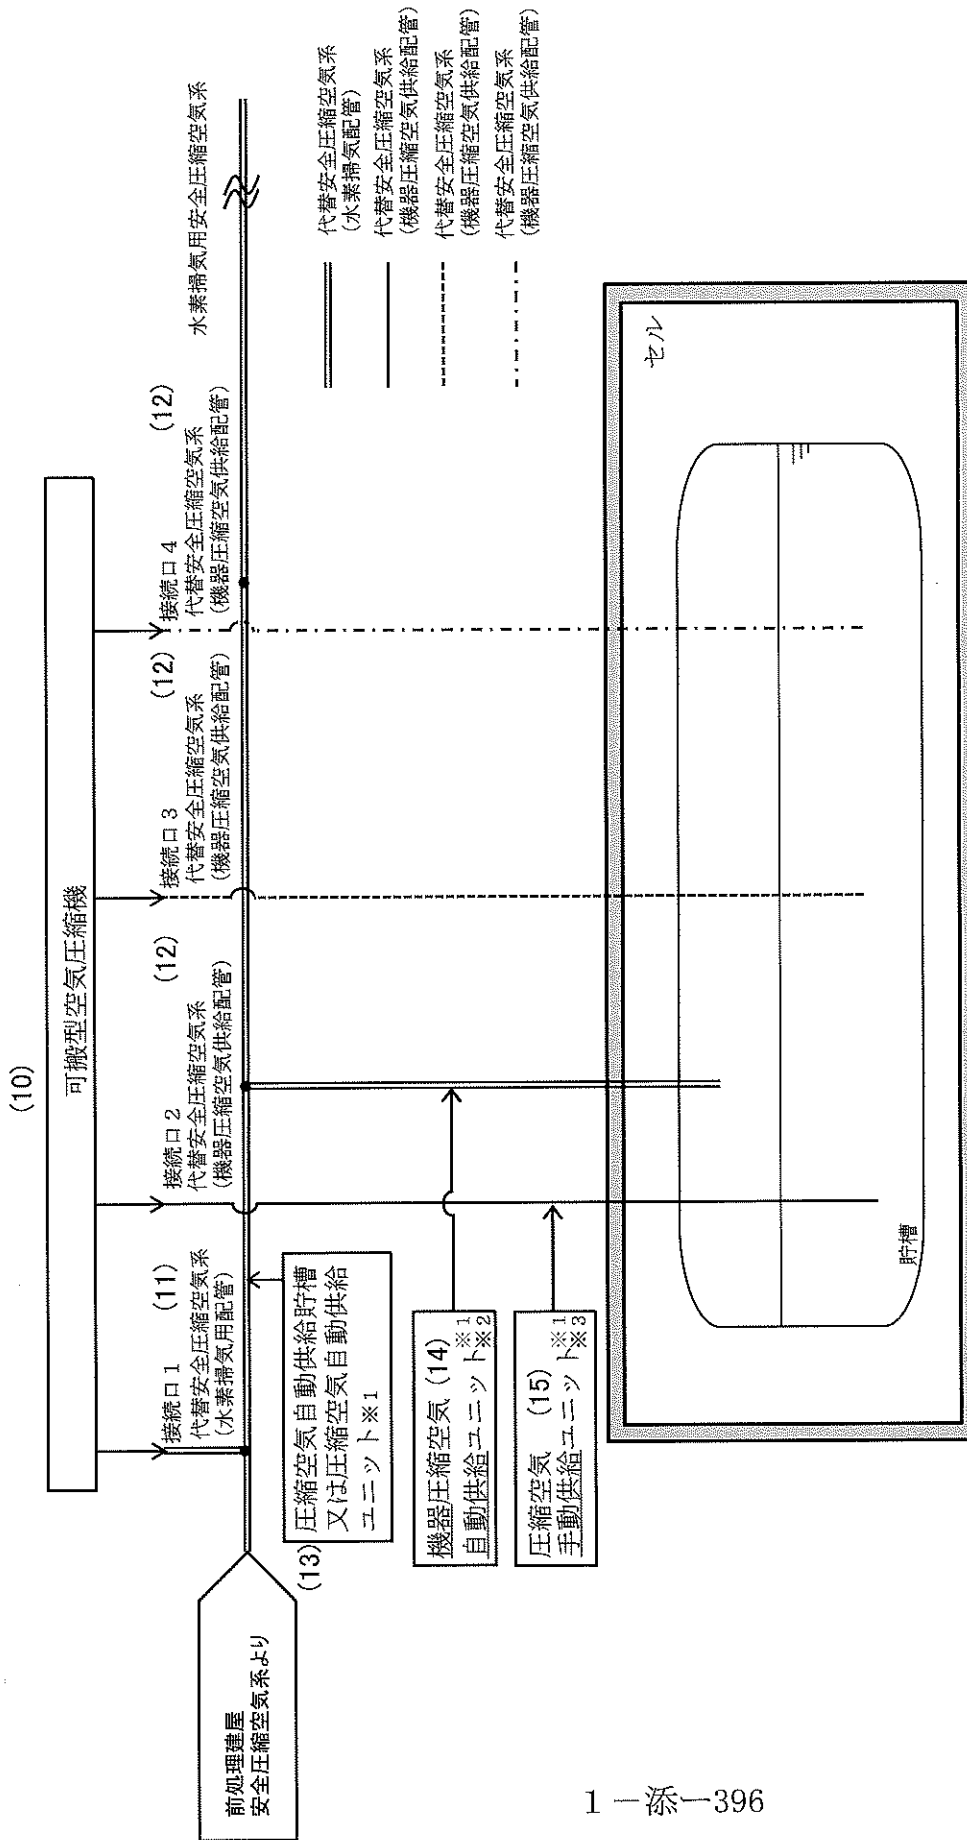 (10)
可搬型空気圧縮機
接続口1
(11)
代替安全圧縮空気系
(水素掃気用配管)
接続口2
(12)
代替安全圧縮空気系
(機器圧縮空気供給配管)
接続口3
(12)
代替安全圧縮空気系
(機器圧縮空気供給配管)
接続口4
(12)
代替安全圧縮空気系
(機器圧縮空気供給配管)
水素掃気用安全圧縮空気系
前処理建屋
安全圧縮空気系より
(13)
圧縮空気自動供給貯槽
又は圧縮空気自動供給
ユニット※1
機器圧縮空気 (14)
自動供給ユニット※1※2
圧縮空気 (15)
手動供給ユニット※1※3
代替安全圧縮空気系
(水素掃気配管)
代替安全圧縮空気系
(機器圧縮空気供給配管)
代替安全圧縮空気系
(機器圧縮空気供給配管)
代替安全圧縮空気系
(機器圧縮空気供給配管)
セル
貯槽
1-添-396